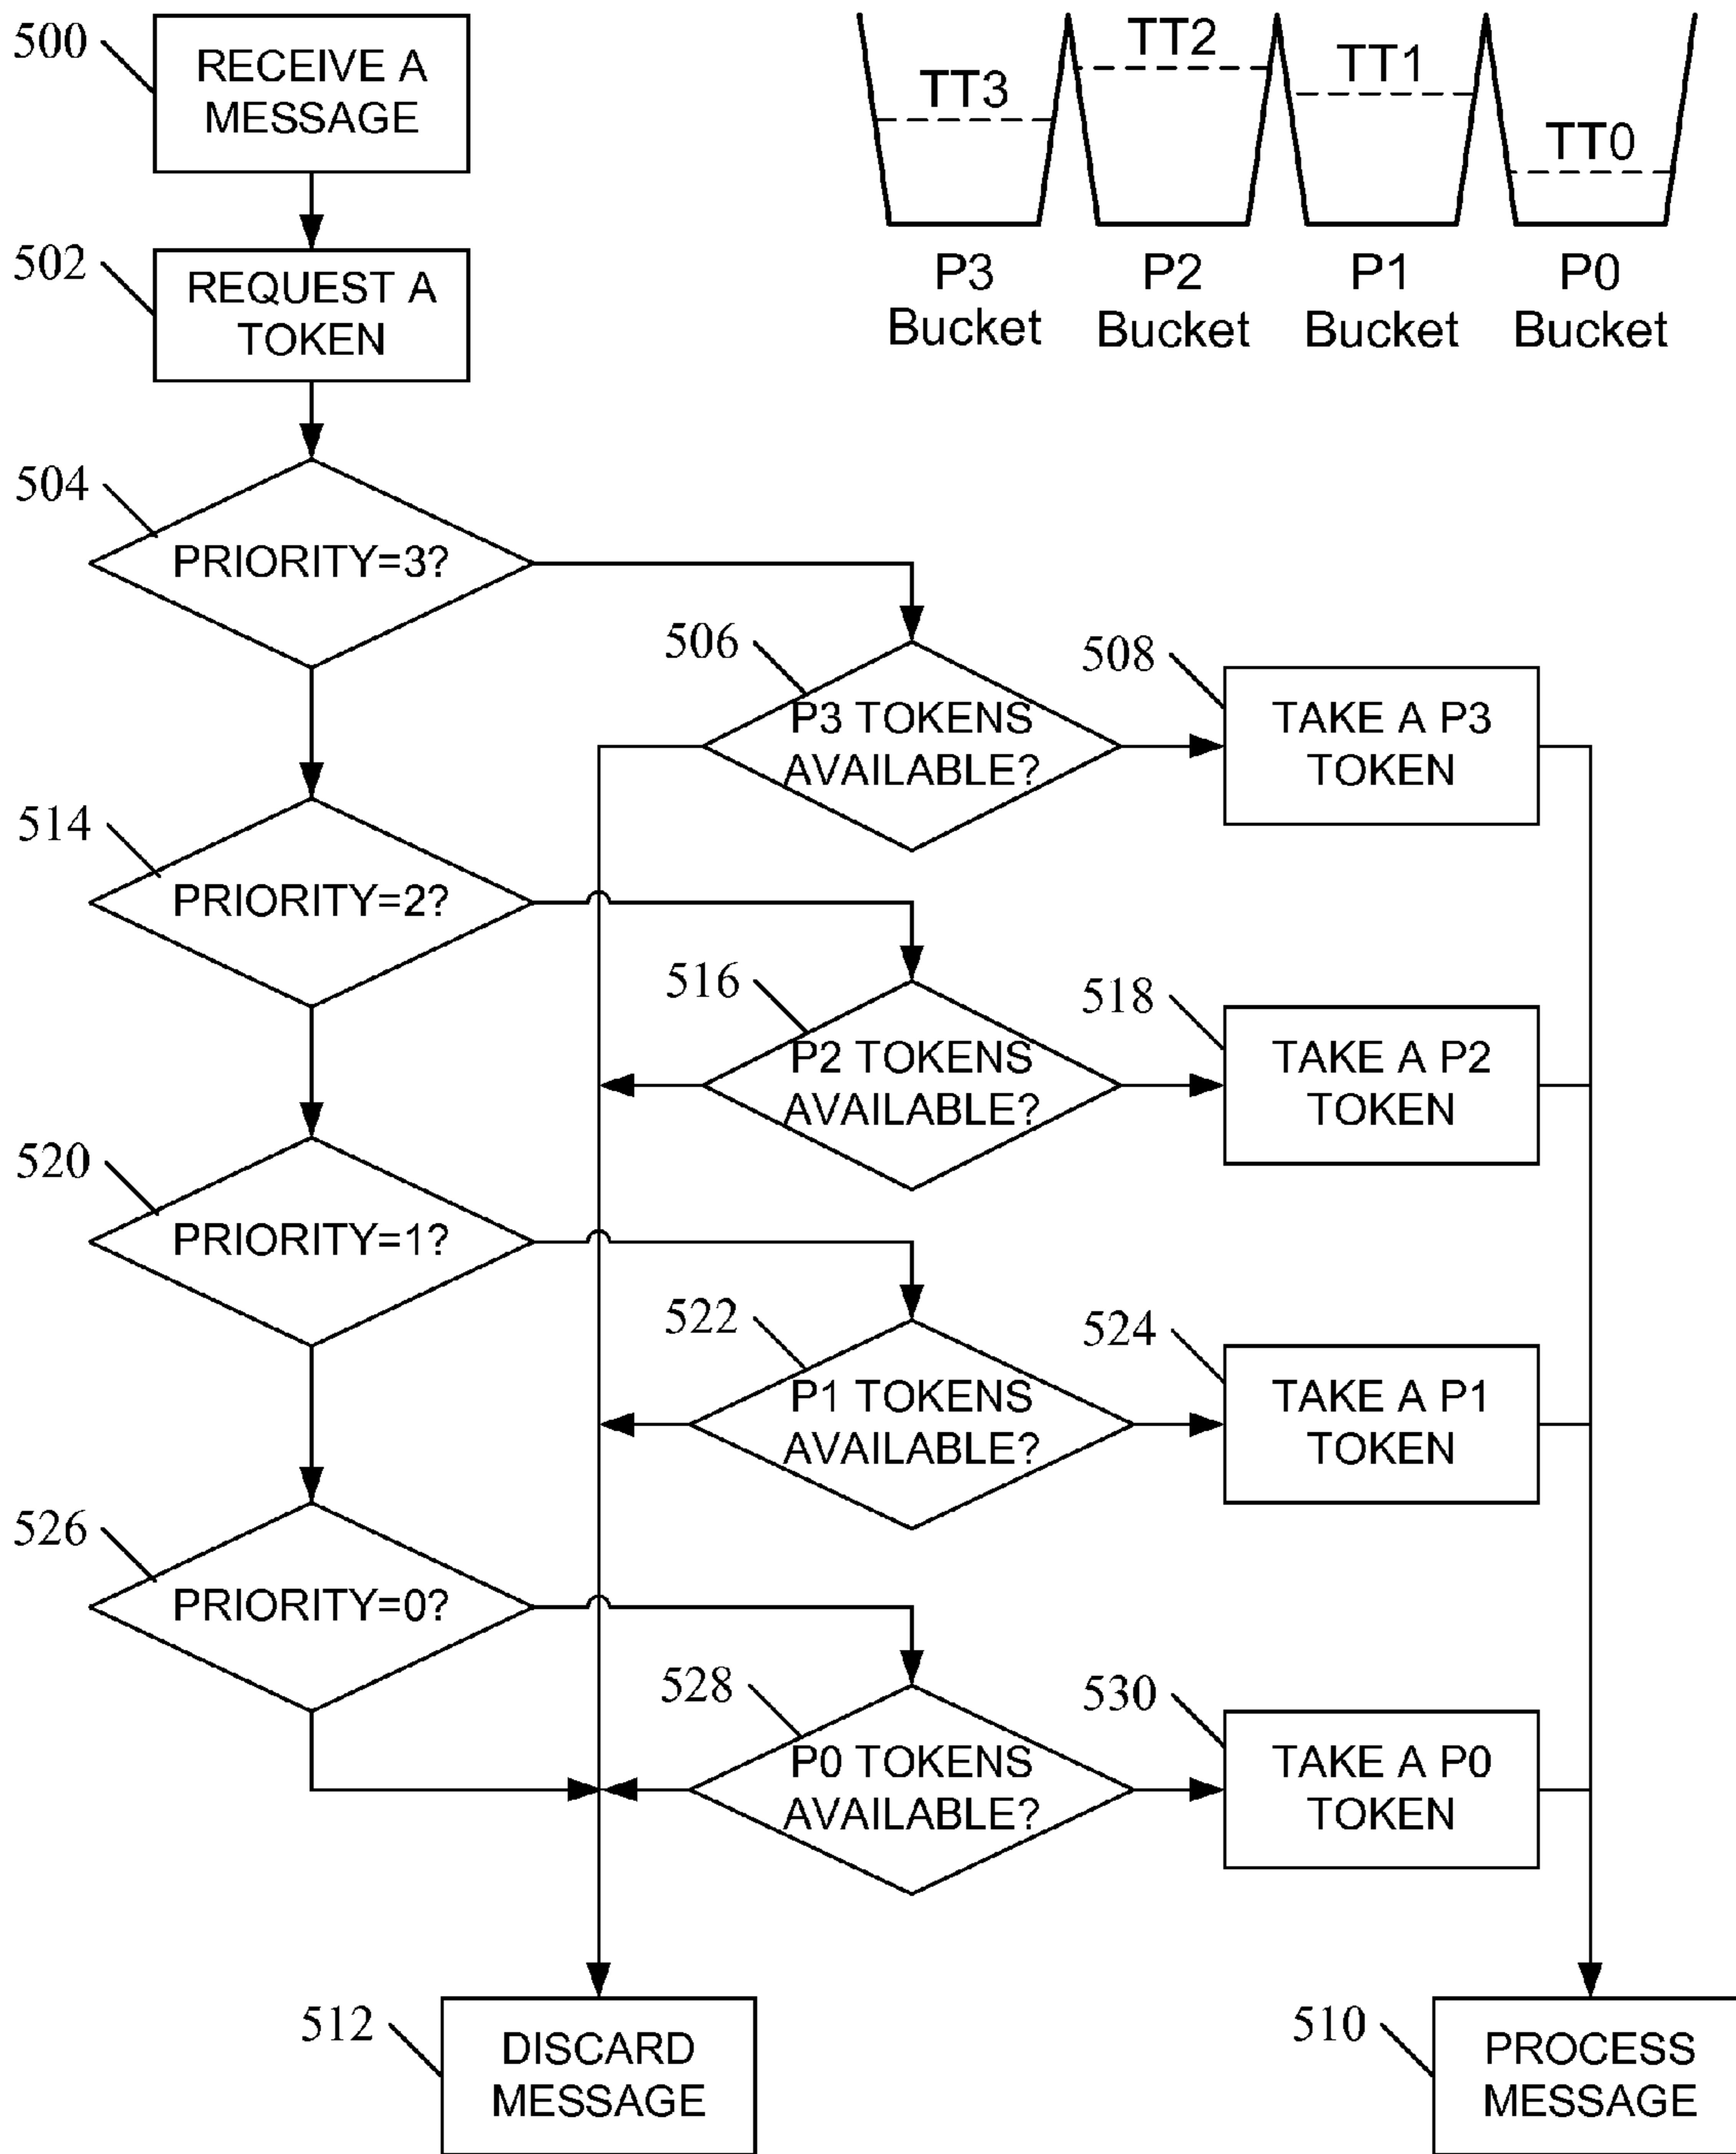 500
RECEIVE A
MESSAGE
502
REQUEST A
TOKEN
TT3
TT2
TT1
TT0
P3
Bucket
P2
Bucket
P1
Bucket
P0
Bucket
504
PRIORITY=3?
506
P3 TOKENS
AVAILABLE?
508
TAKE A P3
TOKEN
514
PRIORITY=2?
516
P2 TOKENS
AVAILABLE?
518
TAKE A P2
TOKEN
520
PRIORITY=1?
522
P1 TOKENS
AVAILABLE?
524
TAKE A P1
TOKEN
526
PRIORITY=0?
528
P0 TOKENS
AVAILABLE?
530
TAKE A P0
TOKEN
512
DISCARD
MESSAGE
510
PROCESS
MESSAGE